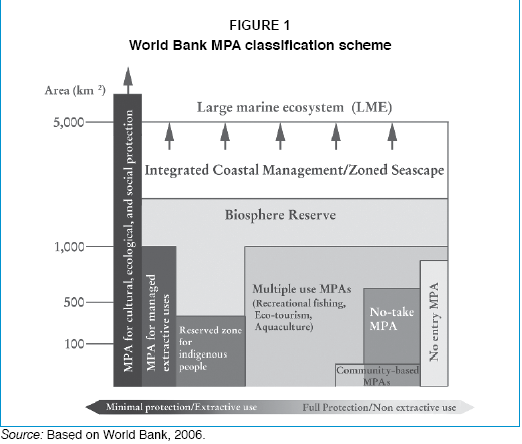 FIGURE 1
World Bank MPA classification scheme
Area (km ²)
Large marine ecosystem (LME)
5,000
Integrated Coastal Management/Zoned Seascape
Biosphere Reserve
1,000
500
100
MPA for cultural, ecological, and social protection
MPA for managed
extractive uses
Reserved zone
for
indigenous
people
Multiple use MPAs
(Recreational fishing,
Eco-tourism,
Aquaculture)
No-take
MPA
Community-based
MPAs
No entry MPA
Minimal protection/Extractive use
Full Protection/Non extractive use
Source: Based on World Bank, 2006.